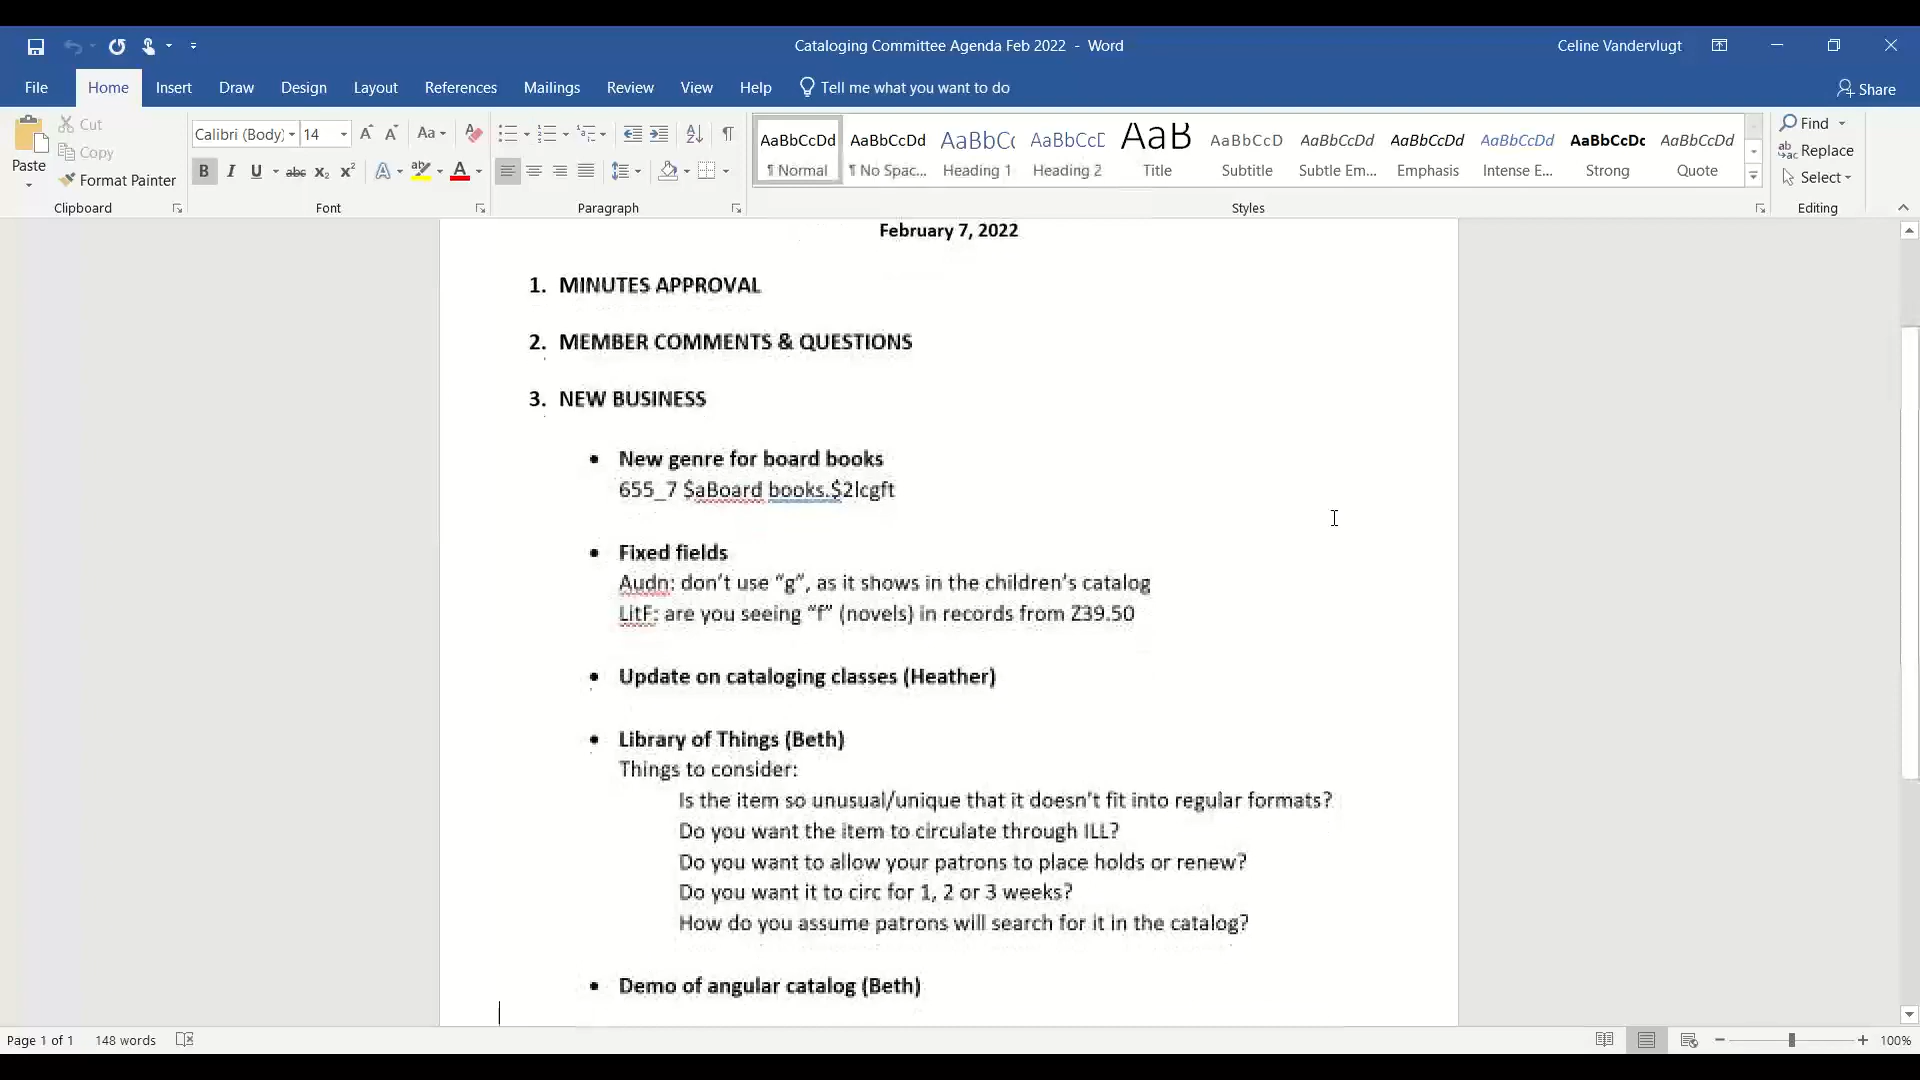 Cataloging Committee Agenda Feb 2022 - Word
Celine Vandervlugt
File Home Insert Draw Design Layout References Mailings Review View Help Tell me what you want to do
Share
Paste
Cut
Copy
Format Painter
Clipboard
Calibri (Body) 14
Font
Paragraph
AaBbCcDd AaBbCcDd AaBbCc AaBbCcD AaB AaBbCcD AaBbCcDd AaBbCcDd AaBbCcDd AaBbCcDc AaBbCcDd
¶ Normal ¶ No Spac... Heading 1 Heading 2 Title Subtitle Subtle Em... Emphasis Intense E... Strong Quote
Styles
Find
Replace
Select
Editing
February 7, 2022
1. MINUTES APPROVAL
2. MEMBER COMMENTS & QUESTIONS
3. NEW BUSINESS
• New genre for board books
655_7 $aBoard books.$2lcgft
• Fixed fields
Audn: don't use “g”, as it shows in the children's catalog
LitF: are you seeing “f” (novels) in records from Z39.50
• Update on cataloging classes (Heather)
• Library of Things (Beth)
Things to consider:
Is the item so unusual/unique that it doesn't fit into regular formats?
Do you want the item to circulate through ILL?
Do you want to allow your patrons to place holds or renew?
Do you want it to circ for 1, 2 or 3 weeks?
How do you assume patrons will search for it in the catalog?
• Demo of angular catalog (Beth)
Page 1 of 1 148 words
100%